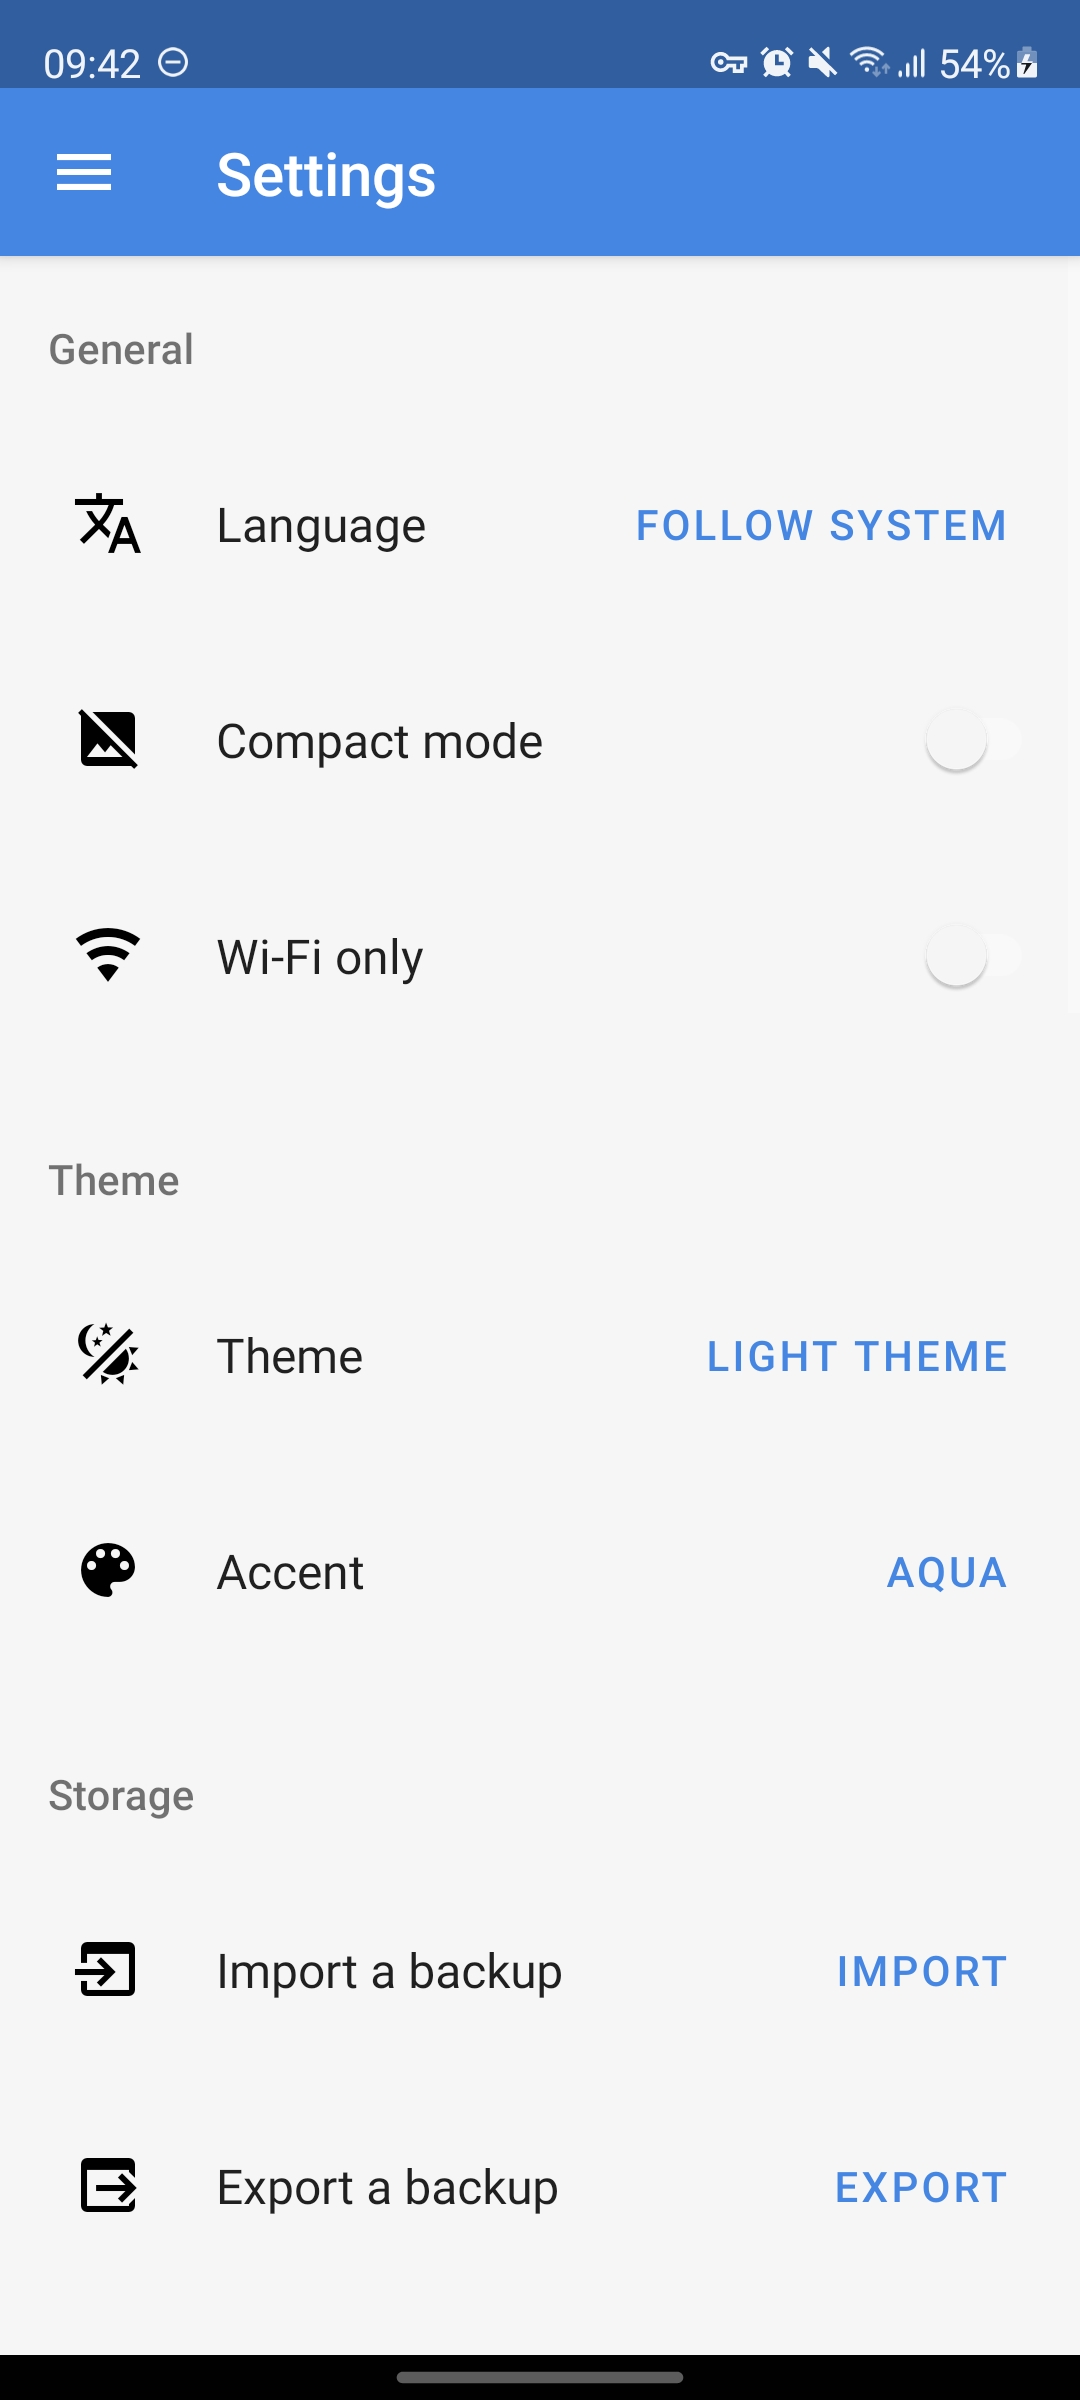 09:42 54%
Settings
General
Language FOLLOW SYSTEM
Compact mode
Wi-Fi only
Theme
Theme LIGHT THEME
Accent AQUA
Storage
Import a backup IMPORT
Export a backup EXPORT